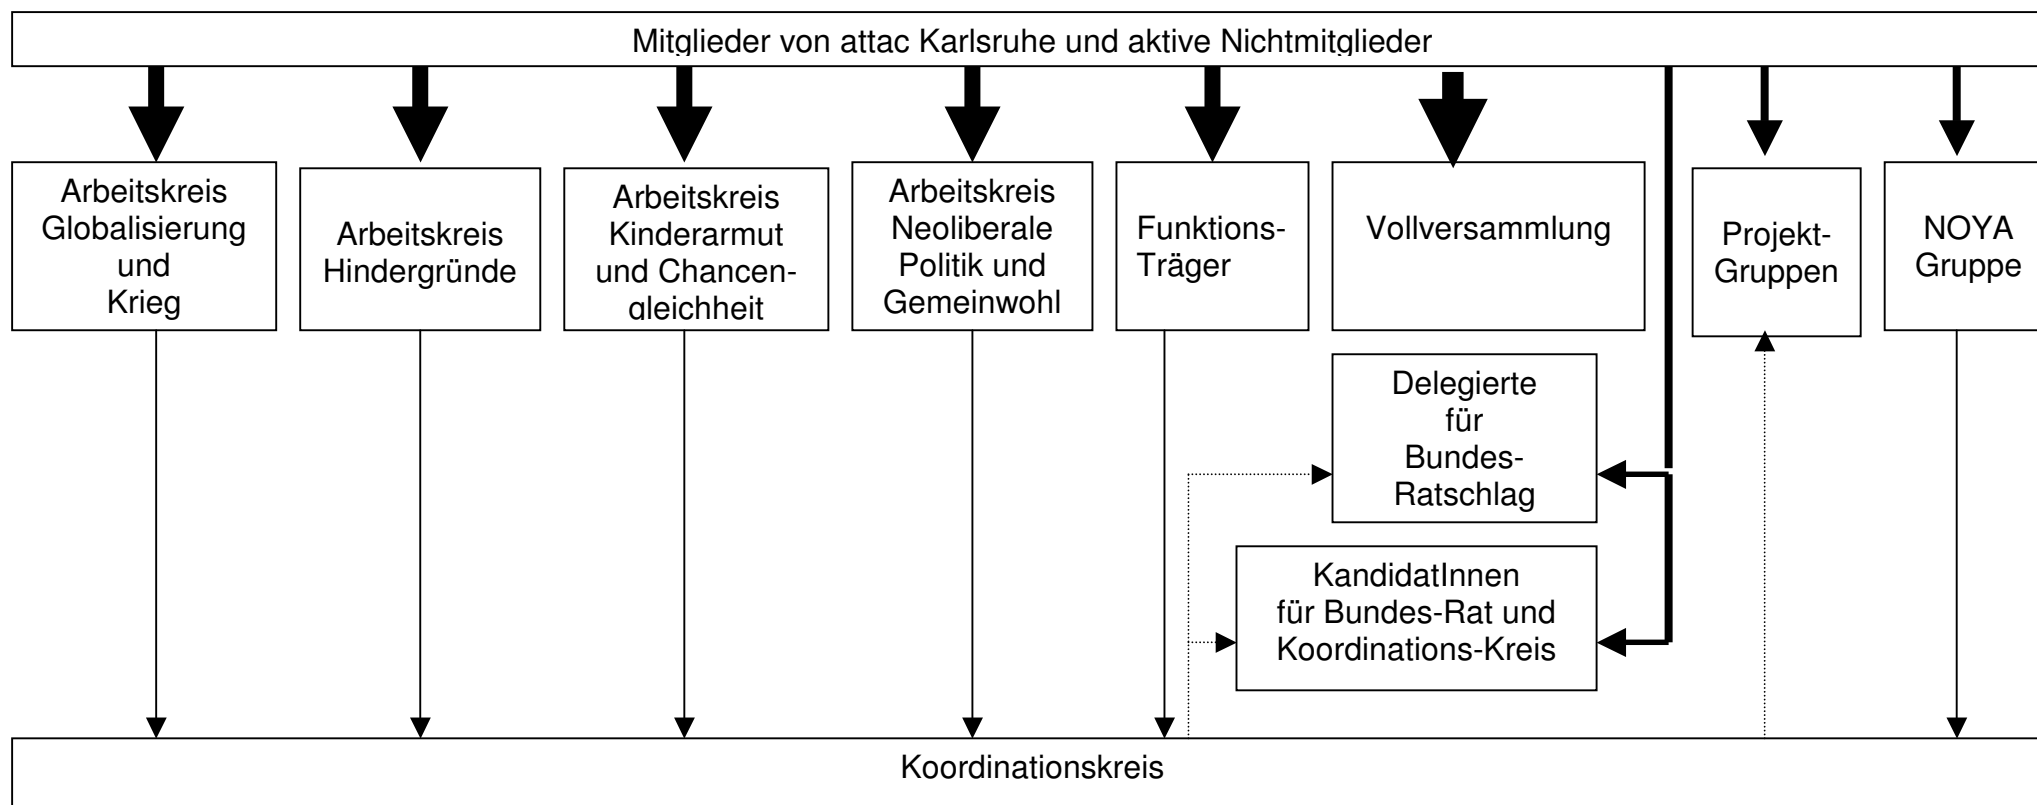 Mitglieder von attac Karlsruhe und aktive Nichtmitglieder
Arbeitskreis
Globalisierung
und
Krieg
Arbeitskreis
Hindergründe
Arbeitskreis
Kinderarmut
und Chancen-
gleichheit
Arbeitskreis
Neoliberale
Politik und
Gemeinwohl
Funktions-
Träger
Vollversammlung
Projekt-
Gruppen
NOYA
Gruppe
Delegierte
für
Bundes-
Ratschlag
KandidatInnen
für Bundes-Rat und
Koordinations-Kreis
Koordinationskreis